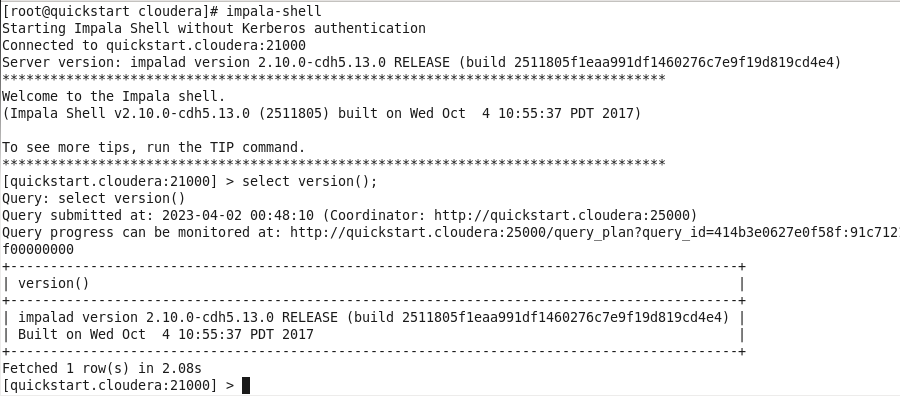 [root@quickstart cloudera]# impala-shell
Starting Impala Shell without Kerberos authentication
Connected to quickstart.cloudera:21000
Server version: impalad version 2.10.0-cdh5.13.0 RELEASE (build 2511805f1eaa991df1460276c7e9f19d819cd4e4)
***********************************************************************************
Welcome to the Impala shell.
(Impala Shell v2.10.0-cdh5.13.0 (2511805) built on Wed Oct  4 10:55:37 PDT 2017)

To see more tips, run the TIP command.
***********************************************************************************
[quickstart.cloudera:21000] > select version();
Query: select version()
Query submitted at: 2023-04-02 00:48:10 (Coordinator: http://quickstart.cloudera:25000)
Query progress can be monitored at: http://quickstart.cloudera:25000/query_plan?query_id=414b3e0627e0f58f:91c712
f00000000
+-------------------------------------------------------------------------------------------+
| version()                                                                                 |
+-------------------------------------------------------------------------------------------+
| impalad version 2.10.0-cdh5.13.0 RELEASE (build 2511805f1eaa991df1460276c7e9f19d819cd4e4) |
| Built on Wed Oct  4 10:55:37 PDT 2017                                                     |
+-------------------------------------------------------------------------------------------+
Fetched 1 row(s) in 2.08s
[quickstart.cloudera:21000] >